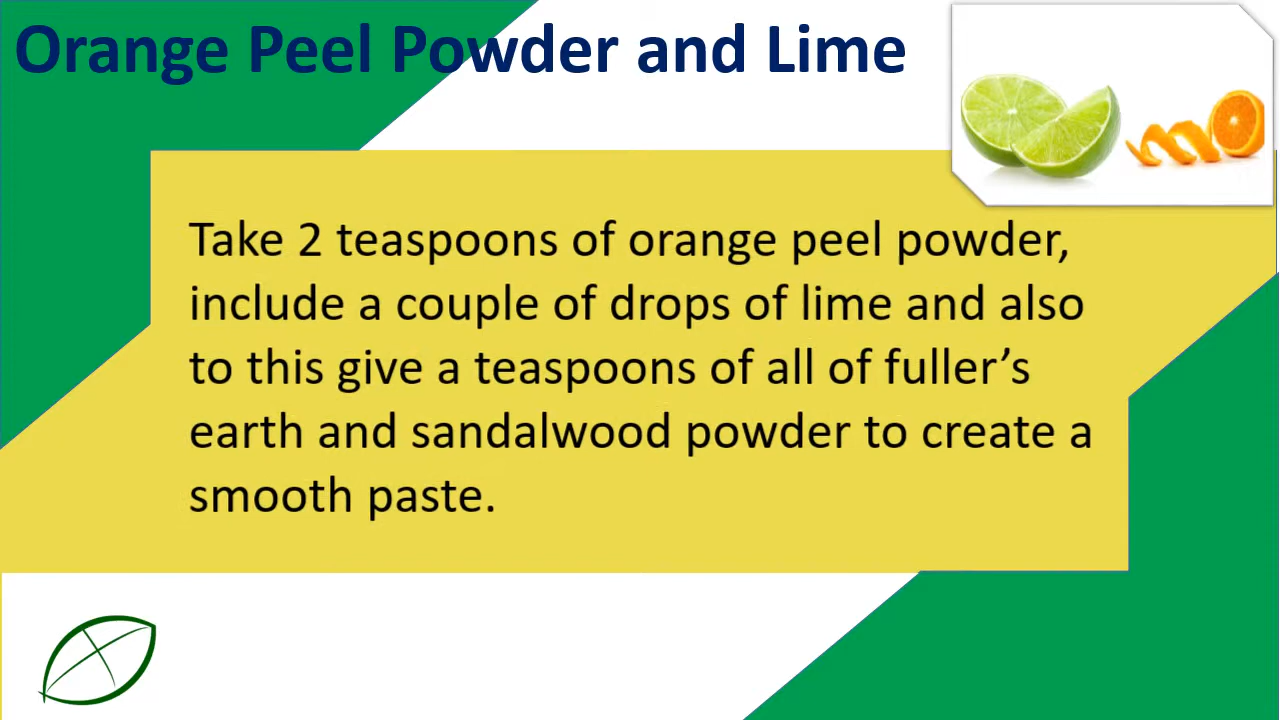 Orange Peel Powder and Lime
Take 2 teaspoons of orange peel powder,
include a couple of drops of lime and also
to this give a teaspoons of all of fuller’s
earth and sandalwood powder to create a
smooth paste.